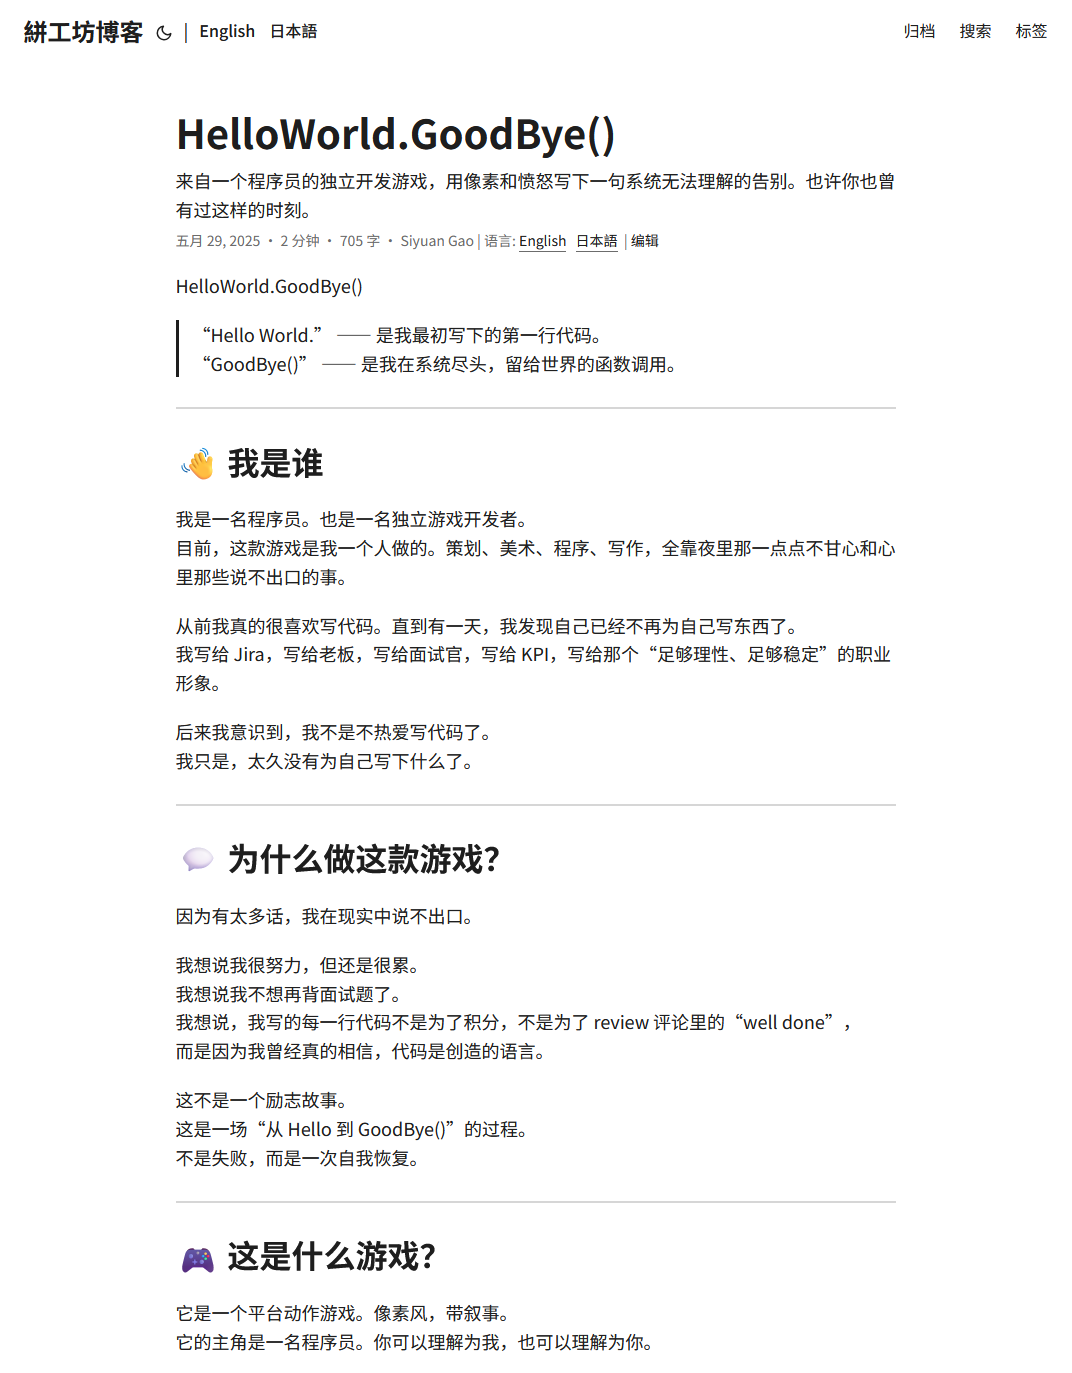 絣工坊博客 | English 日本語 归档 搜索 标签
HelloWorld.GoodBye()
来自一个程序员的独立开发游戏，用像素和愤怒写下一句系统无法理解的告别。也许你也曾
有过这样的时刻。
五月 29, 2025 · 2 分钟 · 705 字 · Siyuan Gao | 语言: English 日本語 | 编辑
HelloWorld.GoodBye()
“Hello World.” —— 是我最初写下的第一行代码。
“GoodBye()” —— 是我在系统尽头，留给世界的函数调用。
👋 我是谁
我是一名程序员。也是一名独立游戏开发者。
目前，这款游戏是我一个人做的。策划、美术、程序、写作，全靠夜里那一点点不甘心和心
里那些说不出口的事。
从前我真的很喜欢写代码。直到有一天，我发现自己已经不再为自己写东西了。
我写给 Jira，写给老板，写给面试官，写给 KPI，写给那个“足够理性、足够稳定”的职业
形象。
后来我意识到，我不是不热爱写代码了。
我只是，太久没有为自己写下什么了。
💬 为什么做这款游戏？
因为有太多话，我在现实中说不出口。
我想说我很努力，但还是很累。
我想说我不想再背面试题了。
我想说，我写的每一行代码不是为了积分，不是为了 review 评论里的“well done”，
而是因为我曾经真的相信，代码是创造的语言。
这不是一个励志故事。
这是一场“从 Hello 到 GoodBye()”的过程。
不是失败，而是一次自我恢复。
🎮 这是什么游戏？
它是一个平台动作游戏。像素风，带叙事。
它的主角是一名程序员。你可以理解为我，也可以理解为你。